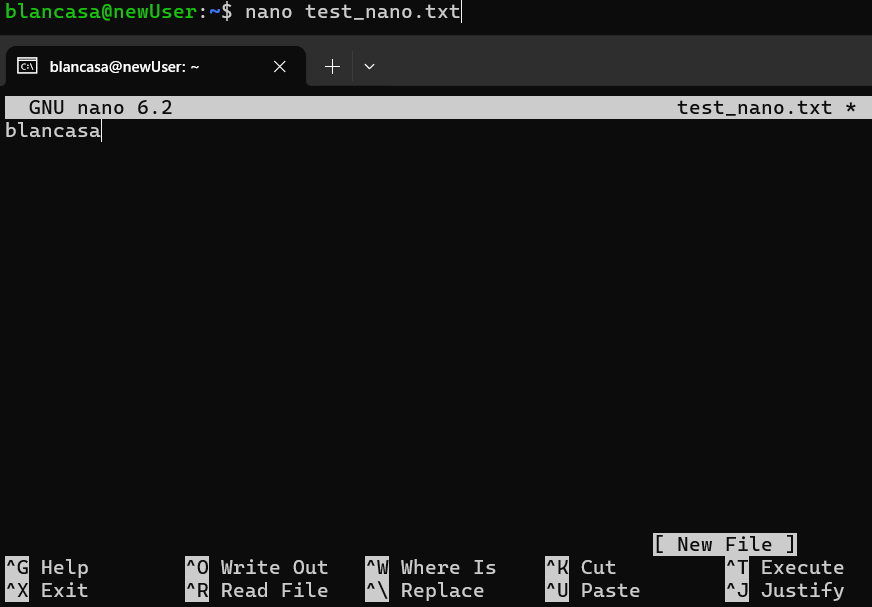 blancasa@newUser:~$ nano test_nano.txt
blancasa@newUser: ~
GNU nano 6.2 test_nano.txt *
blancasa
[ New File ]
^G Help ^O Write Out ^W Where Is ^K Cut ^T Execute
^X Exit ^R Read File ^\ Replace ^U Paste ^J Justify